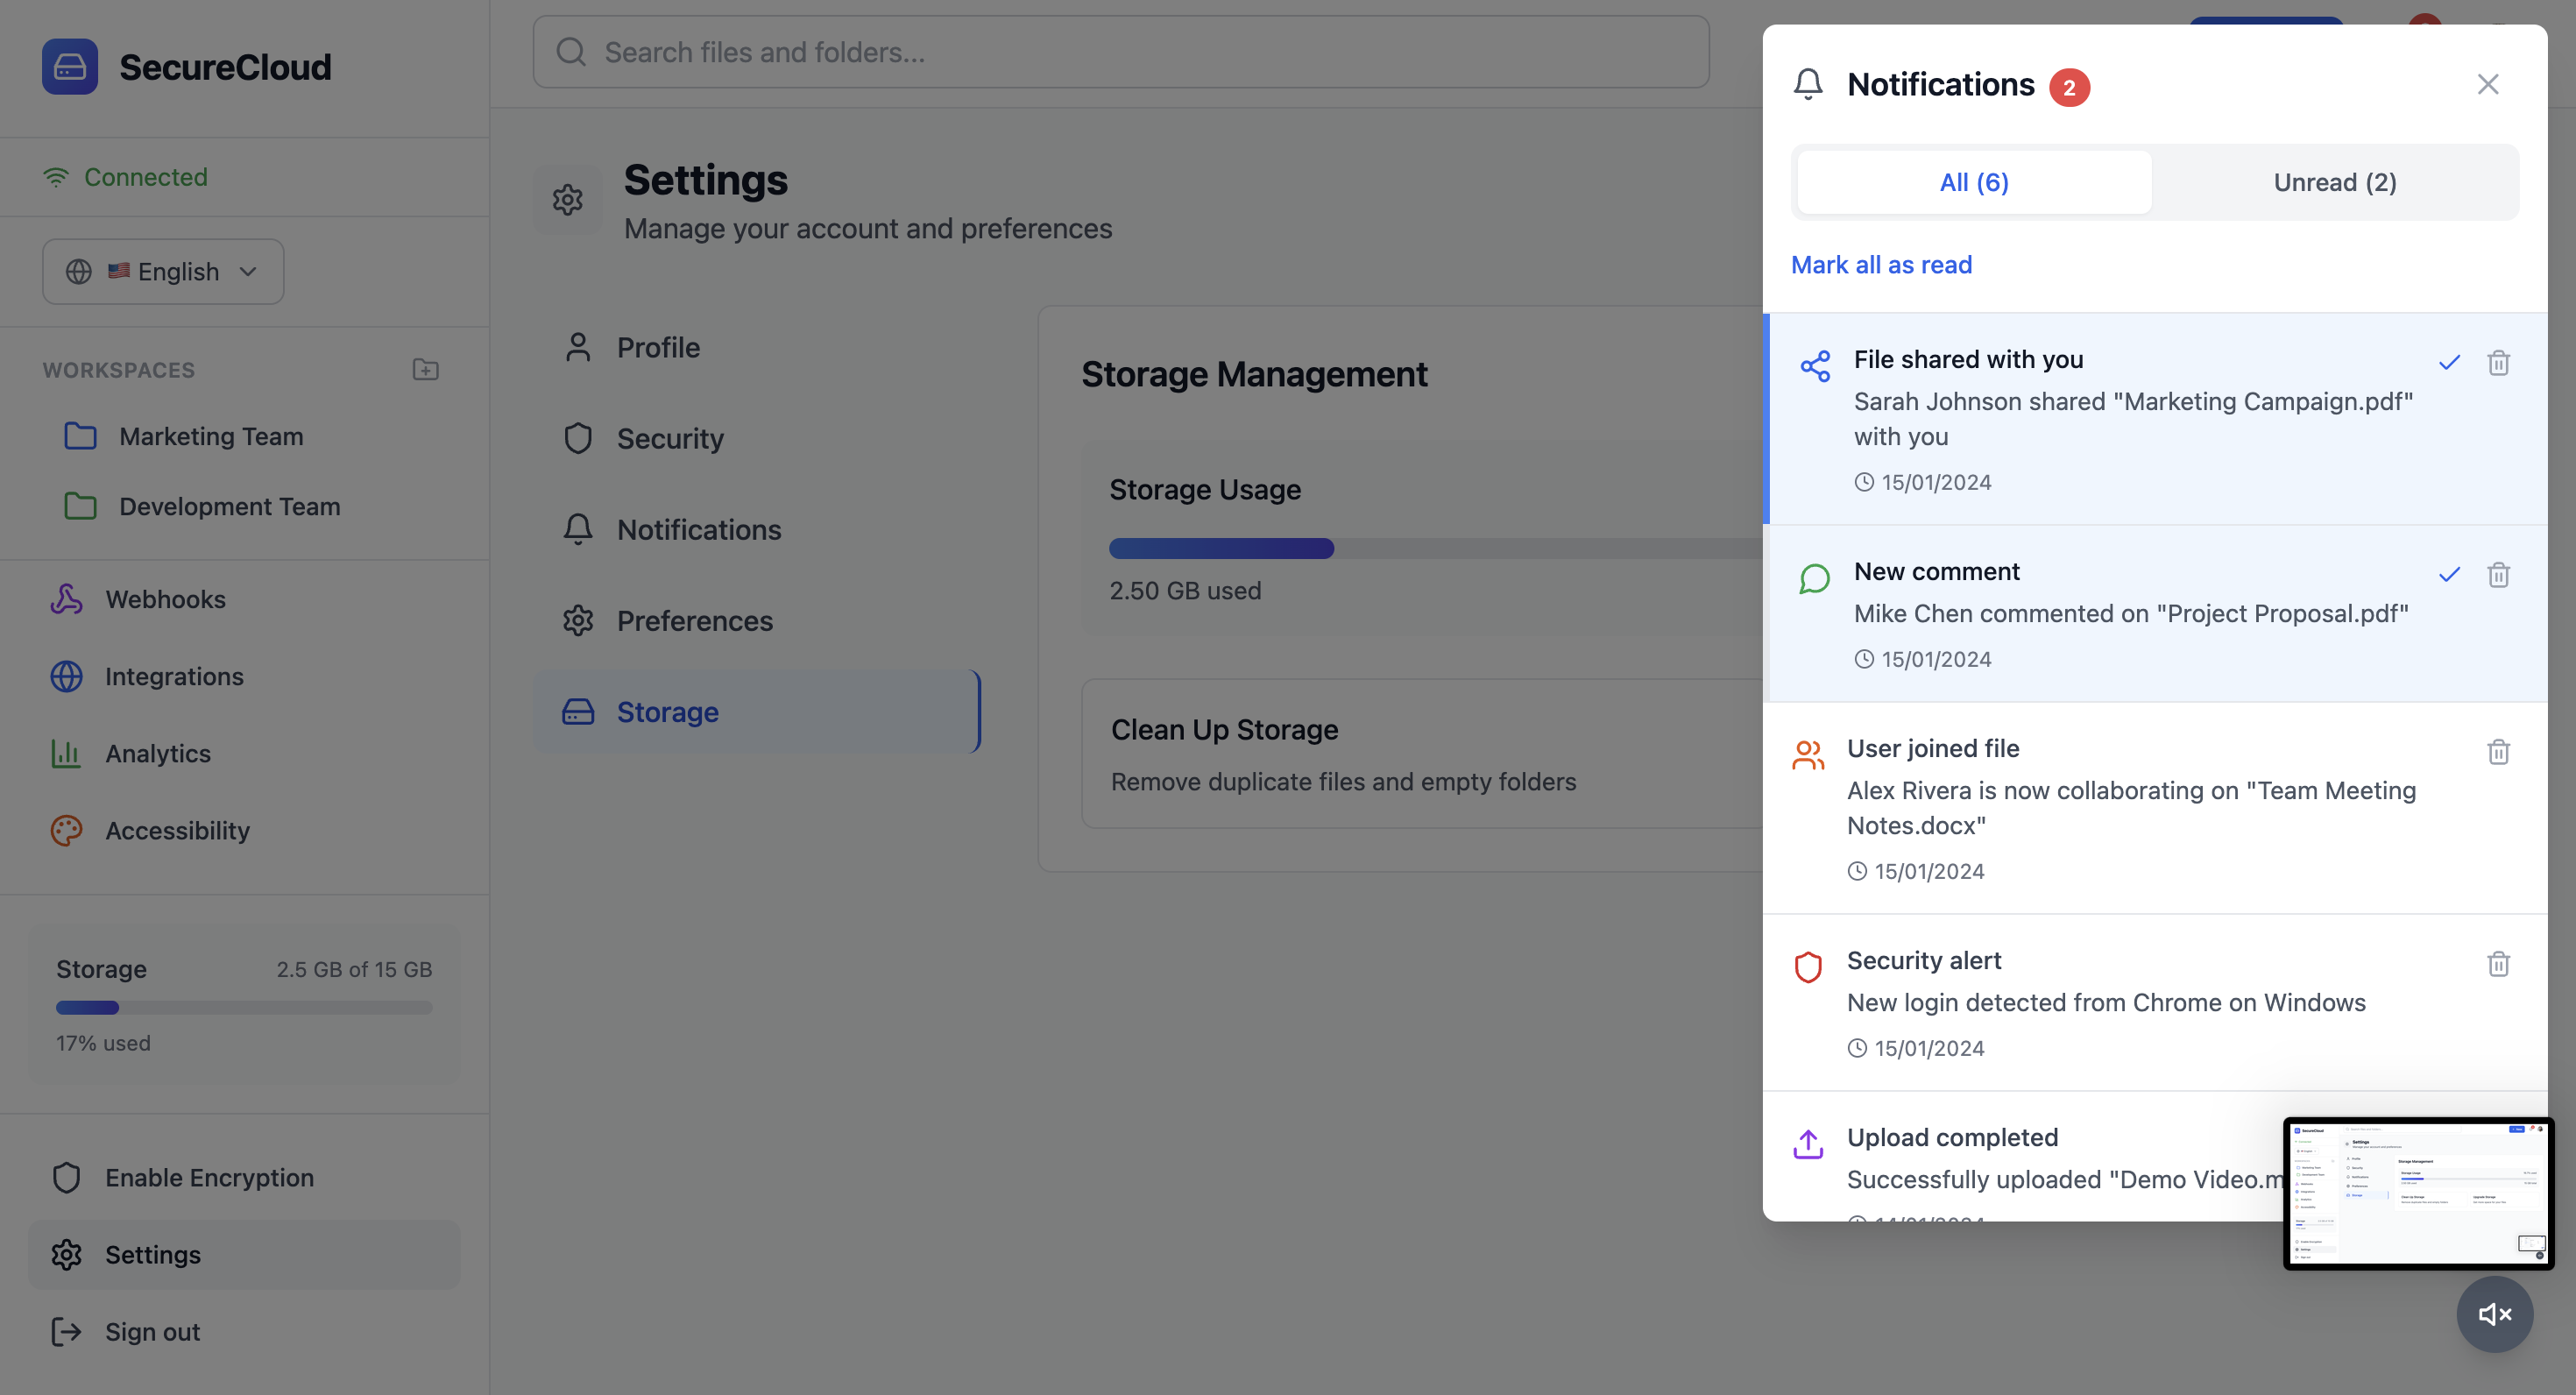 SecureCloud
Connected
English
WORKSPACES
Marketing Team
Development Team
Webhooks
Integrations
Analytics
Accessibility
Storage 2.5 GB of 15 GB
17% used
Enable Encryption
Settings
Sign out
Search files and folders...
Settings
Manage your account and preferences
Profile
Security
Notifications
Preferences
Storage
Storage Management
Storage Usage
2.50 GB used
Clean Up Storage
Remove duplicate files and empty folders
Notifications 2
All (6) Unread (2)
Mark all as read
File shared with you
Sarah Johnson shared "Marketing Campaign.pdf"
with you
15/01/2024
New comment
Mike Chen commented on "Project Proposal.pdf"
15/01/2024
User joined file
Alex Rivera is now collaborating on "Team Meeting
Notes.docx"
15/01/2024
Security alert
New login detected from Chrome on Windows
15/01/2024
Upload completed
Successfully uploaded "Demo Video.m